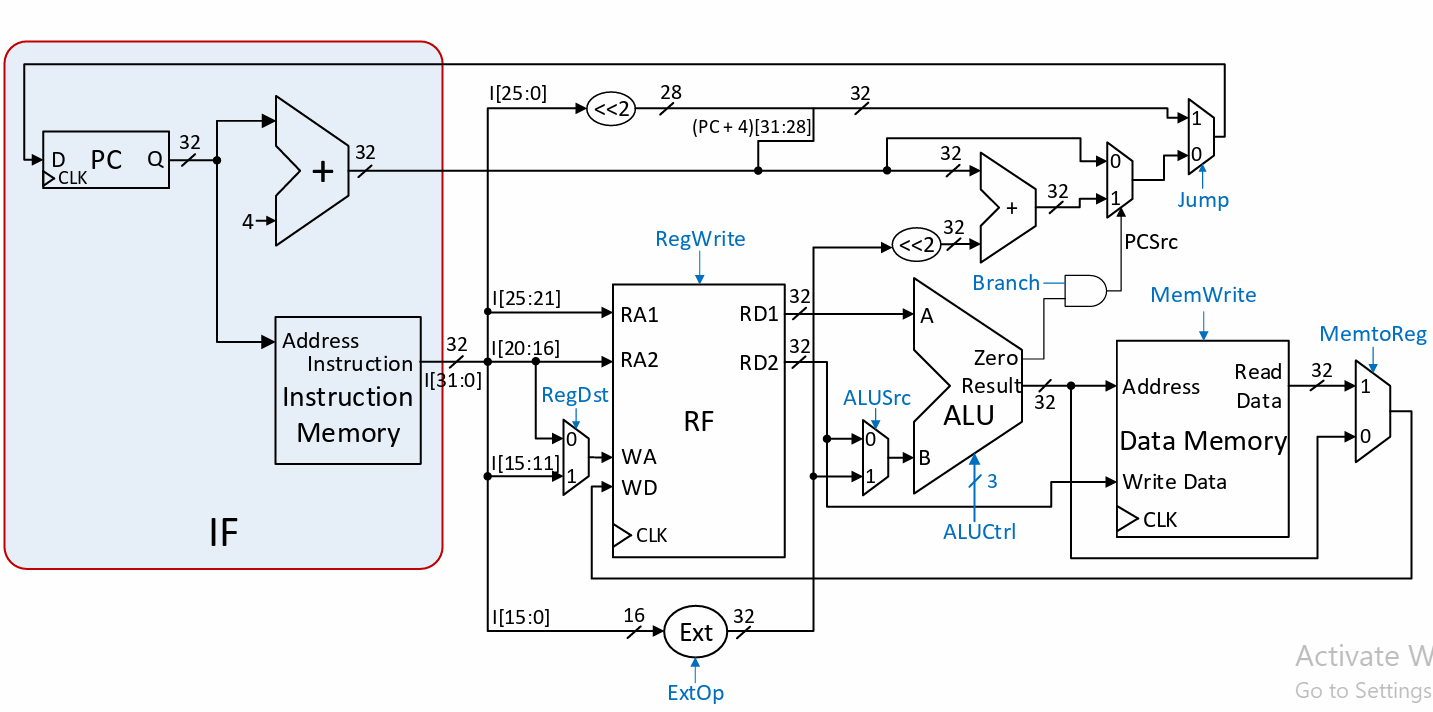 I[25:0]
<<2
28
32
(PC + 4)[31:28]
1
0
Jump
D PC Q
CLK
32
+
4
32
32
+
32
0
1
PCSrc
<<2
32
RegWrite
Branch
MemWrite
MemtoReg
I[25:21]
RA1
RD1
32
A
I[20:16]
RA2
RD2
32
Zero
Result
32
Address
Instruction
Instruction
Memory
32
I[31:0]
RegDst
0
1
I[15:11]
RF
WA
WD
CLK
ALUSrc
0
1
B
ALU
3
ALUCtrl
Address
Read
Data
32
Data Memory
Write Data
CLK
1
0
IF
I[15:0]
16
Ext
32
ExtOp
Activate W
Go to Settings